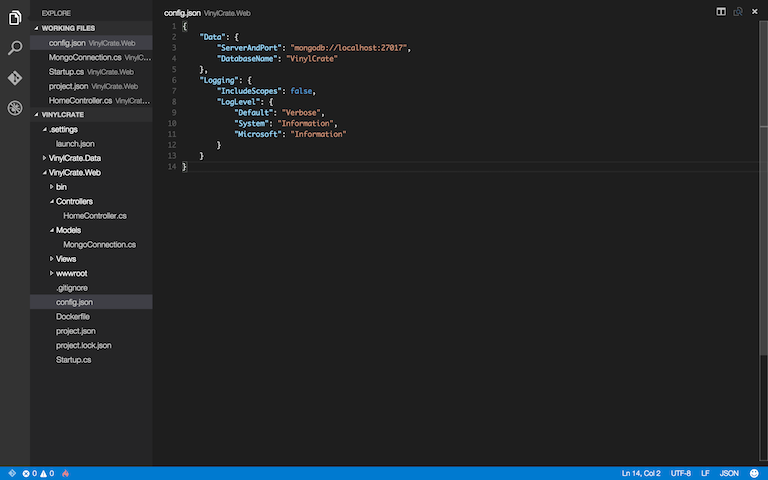 EXPLORE
WORKING FILES
config.json VinylCrate.Web
MongoConnection.cs VinylC...
Startup.cs VinylCrate.Web
project.json VinylCrate.Web
HomeController.cs VinylCrat...
VINYLCRATE
.settings
launch.json
VinylCrate.Data
VinylCrate.Web
bin
Controllers
HomeController.cs
Models
MongoConnection.cs
Views
wwwroot
.gitignore
config.json
Dockerfile
project.json
project.lock.json
Startup.cs
config.json VinylCrate.Web
1 {
2 "Data": {
3 "ServerAndPort": "mongodb://localhost:27017",
4 "DatabaseName": "VinylCrate"
5 },
6 "Logging": {
7 "IncludeScopes": false,
8 "LogLevel": {
9 "Default": "Verbose",
10 "System": "Information",
11 "Microsoft": "Information"
12 }
13 }
14 }
0 0 Ln 14, Col 2 UTF-8 LF JSON